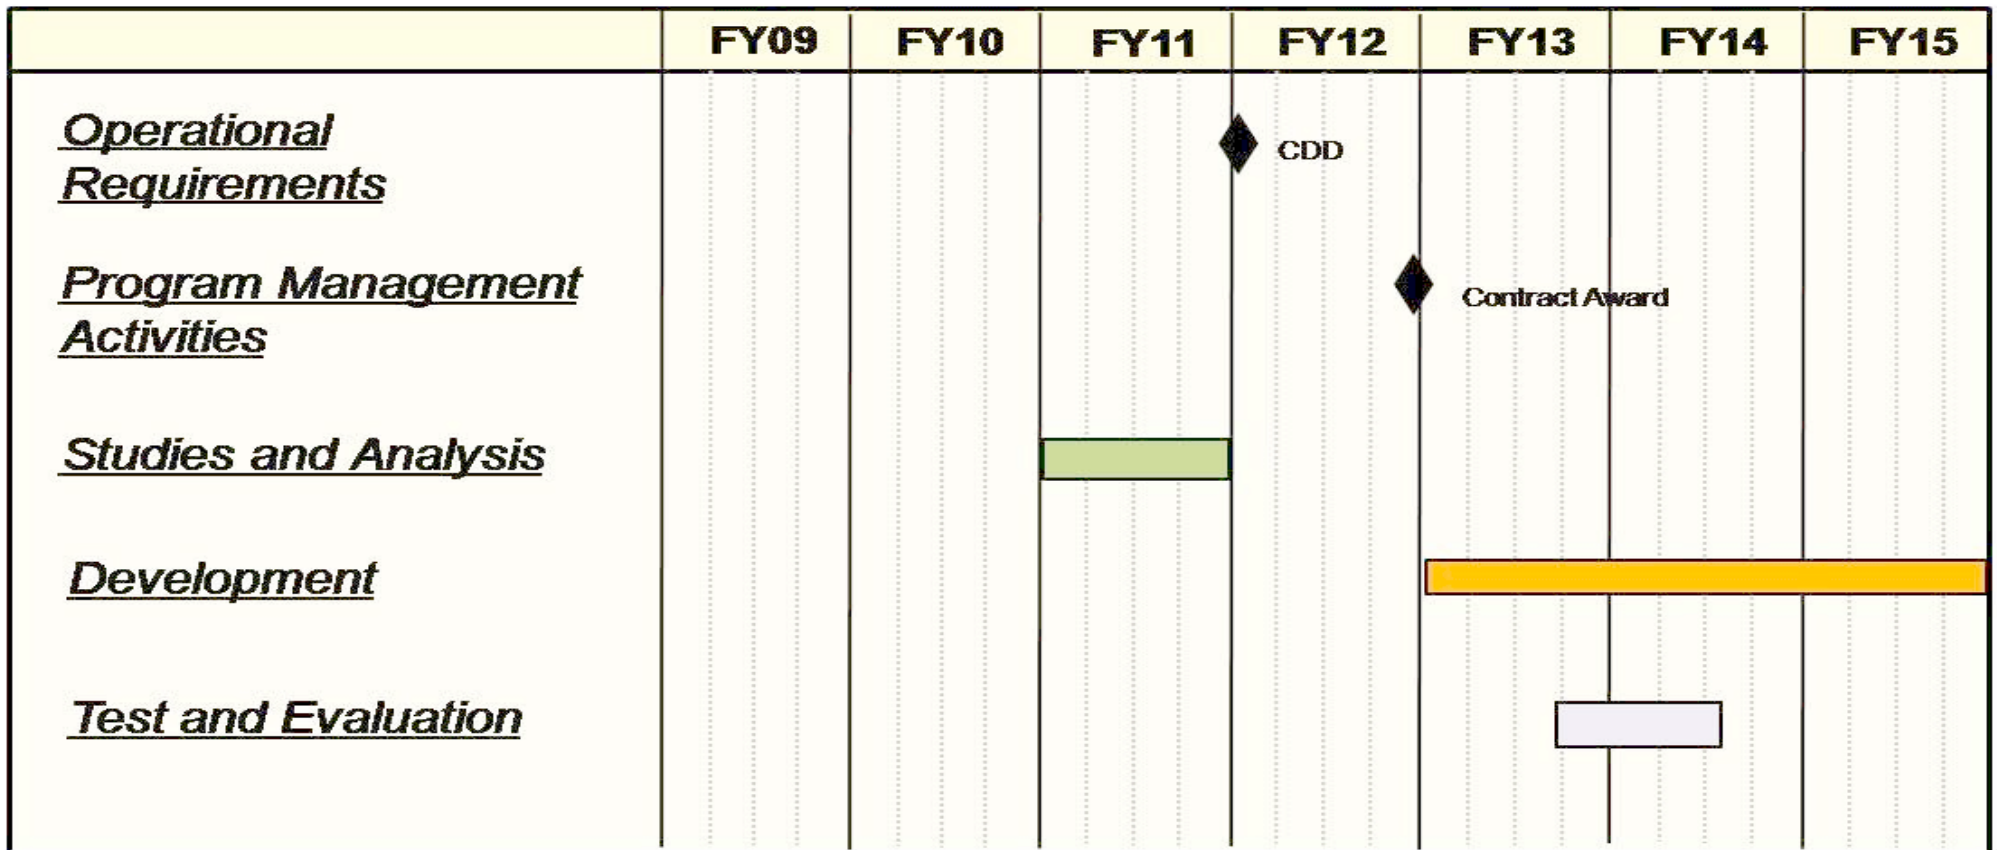 FY09 FY10 FY11 FY12 FY13 FY14 FY15
Operational
Requirements
CDD
Program Management
Activities
Contract Award
Studies and Analysis
Development
Test and Evaluation